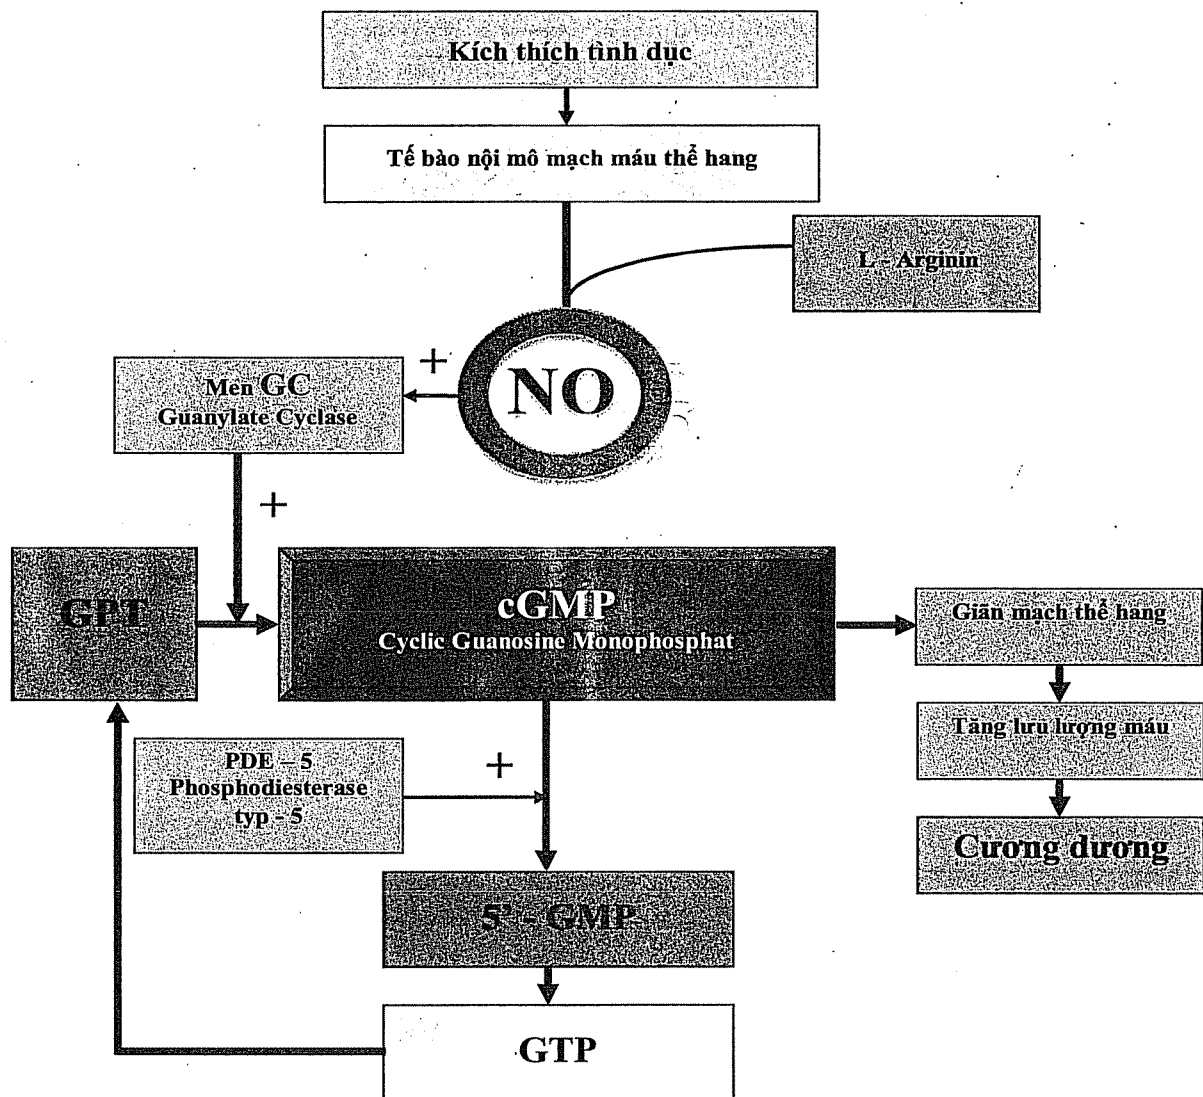 Kích thích tình dục
Tế bào nội mô mạch máu thể hang
L - Arginin
+
NO
Men GC
Guanylate Cyclase
+
GPT
cGMP
Cyclic Guanosine Monophosphat
Giãn mạch thể hang
Tăng lưu lượng máu
PDE – 5
Phosphodiesterase
typ - 5
+
Cương dương
5' - GMP
GTP